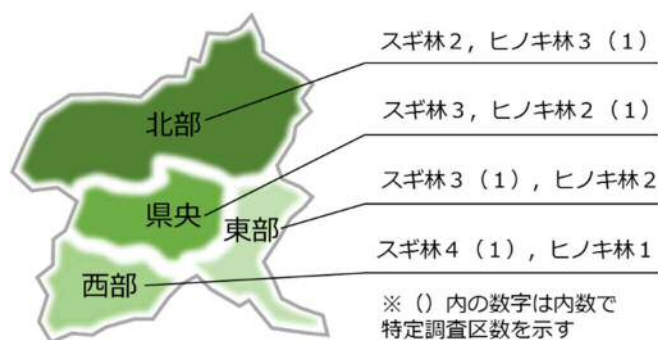 スギ林2，ヒノキ林3（1）
北部
スギ林3，ヒノキ林2（1）
県央
スギ林3（1），ヒノキ林2
東部
スギ林4（1），ヒノキ林1
西部
※（）内の数字は内数で
特定調査区数を示す